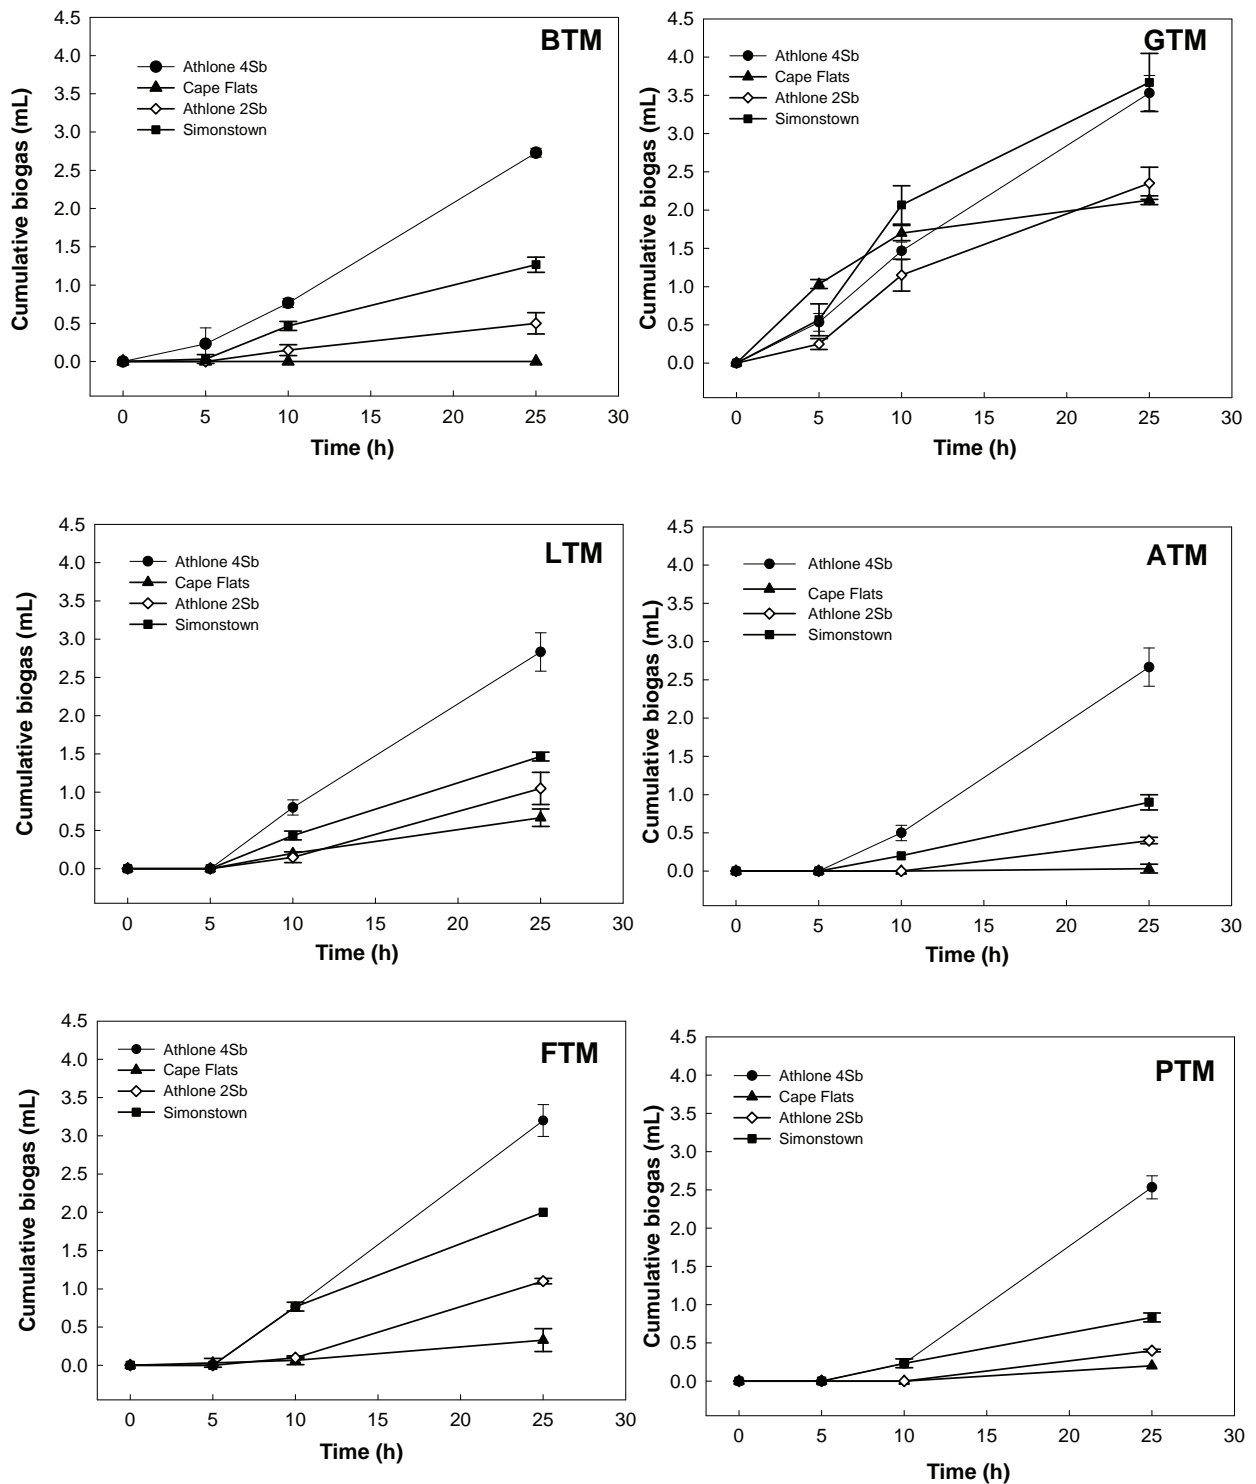 BTM
Athlone 4Sb
Cape Flats
Athlone 2Sb
Simonstown
Cumulative biogas (mL)
4.5
4.0
3.5
3.0
2.5
2.0
1.5
1.0
0.5
0.0
0 5 10 15 20 25 30
Time (h)
GTM
Athlone 4Sb
Cape Flats
Athlone 2Sb
Simonstown
Cumulative biogas (mL)
4.5
4.0
3.5
3.0
2.5
2.0
1.5
1.0
0.5
0.0
0 5 10 15 20 25 30
Time (h)
LTM
Athlone 4Sb
Cape Flats
Athlone 2Sb
Simonstown
Cumulative biogas (mL)
4.5
4.0
3.5
3.0
2.5
2.0
1.5
1.0
0.5
0.0
0 5 10 15 20 25 30
Time (h)
ATM
Athlone 4Sb
Cape Flats
Athlone 2Sb
Simonstown
Cumulative biogas (mL)
4.5
4.0
3.5
3.0
2.5
2.0
1.5
1.0
0.5
0.0
0 5 10 15 20 25 30
Time (h)
FTM
Athlone 4Sb
Cape Flats
Athlone 2Sb
Simonstown
Cumulative biogas (mL)
4.5
4.0
3.5
3.0
2.5
2.0
1.5
1.0
0.5
0.0
0 5 10 15 20 25 30
Time (h)
PTM
Athlone 4Sb
Cape Flats
Athlone 2Sb
Simonstown
Cumulative biogas (mL)
4.5
4.0
3.5
3.0
2.5
2.0
1.5
1.0
0.5
0.0
0 5 10 15 20 25 30
Time (h)